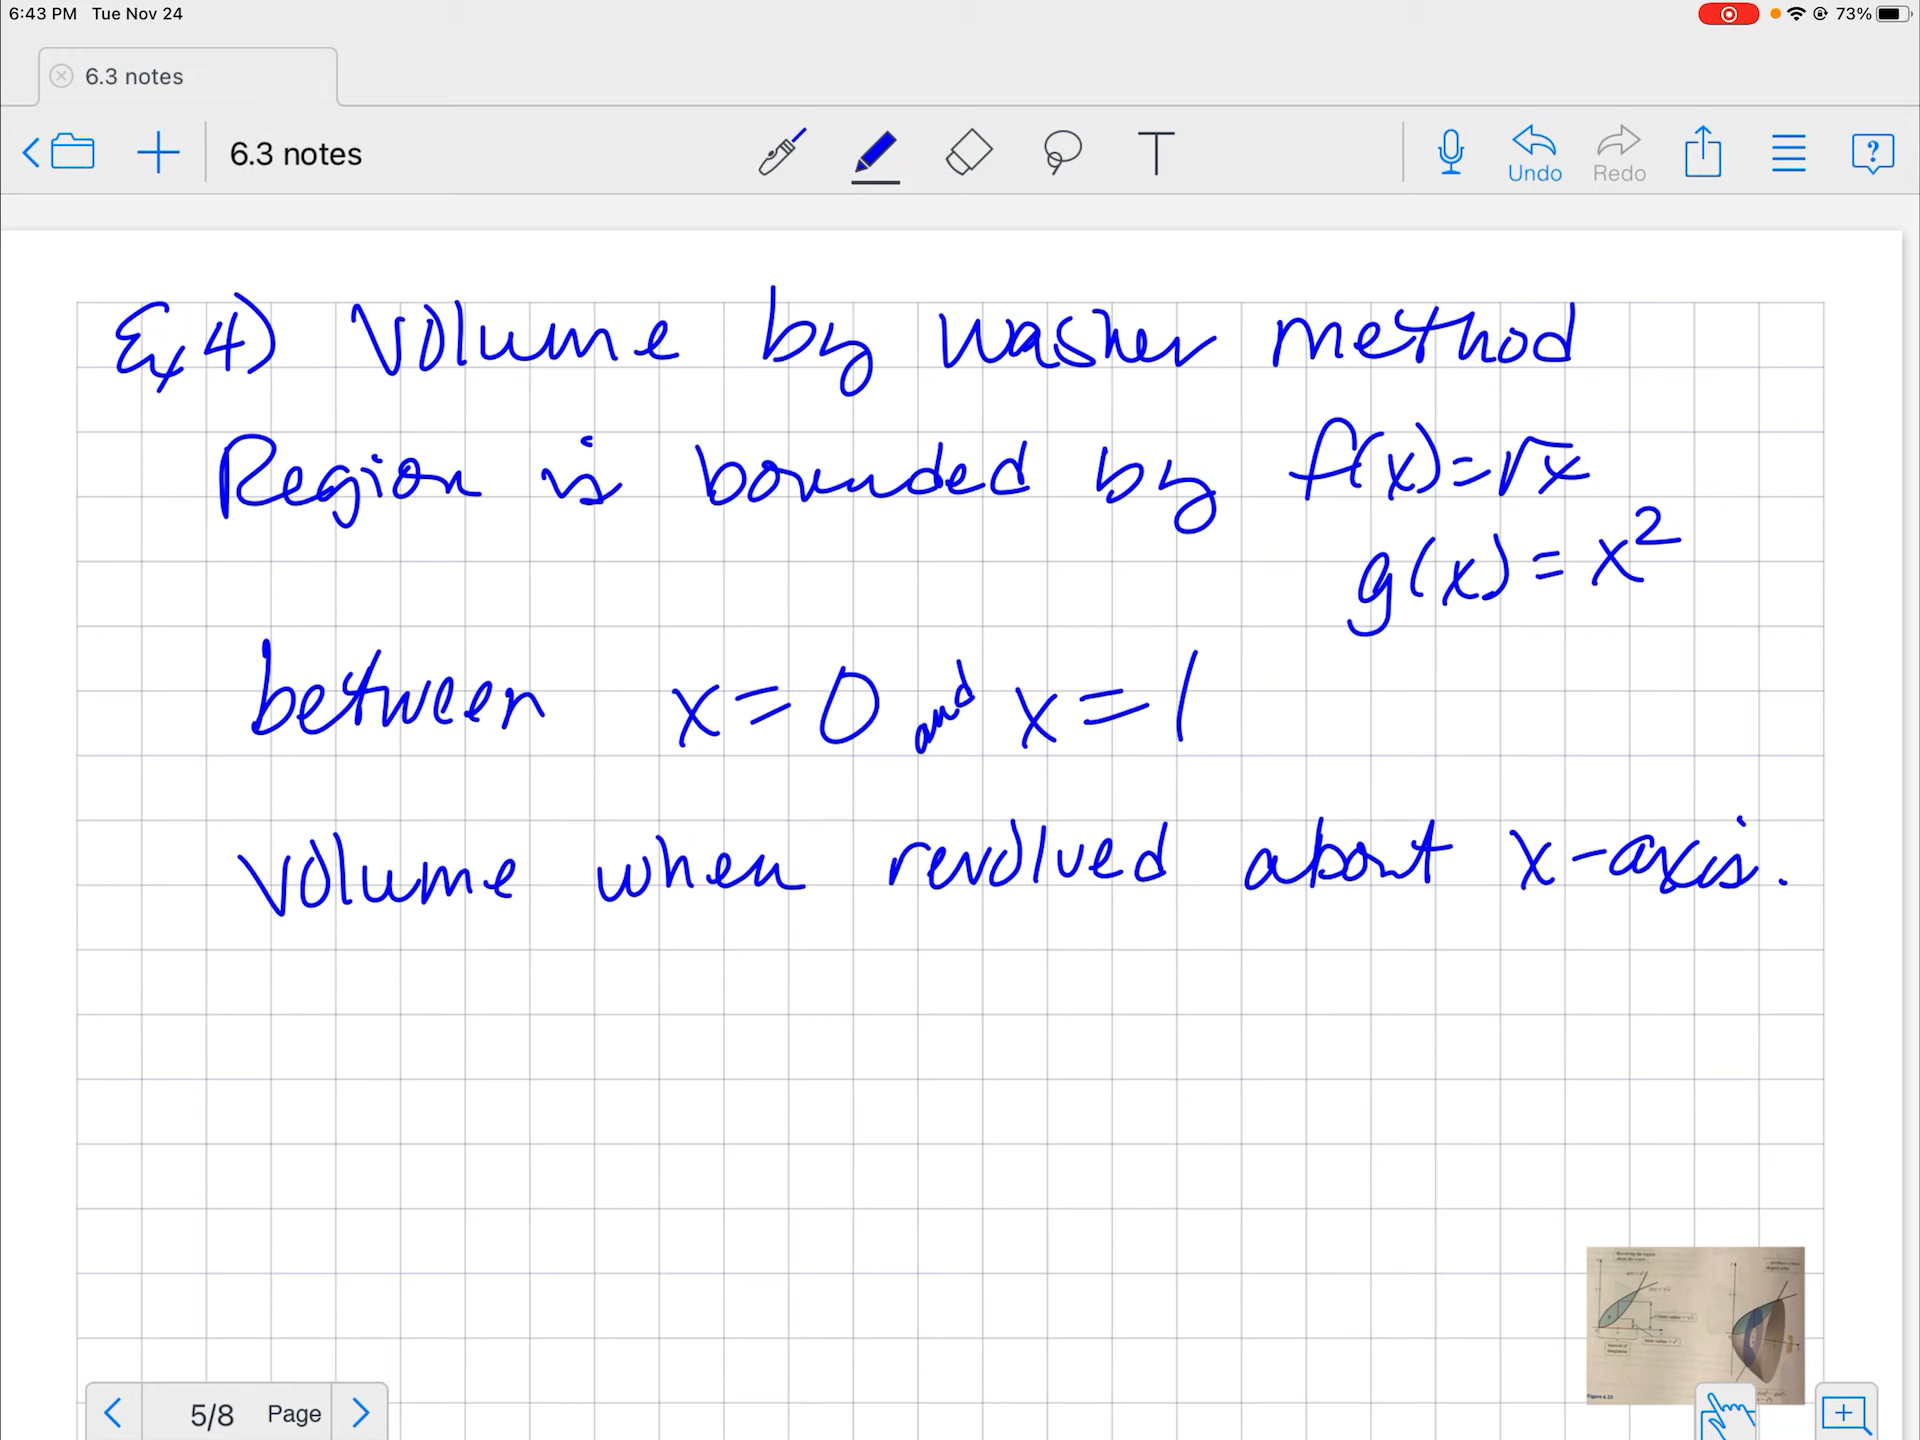 6:43 PM Tue Nov 24
73%
6.3 notes
6.3 notes
Undo
Redo
Ex 4) Volume by Washer method
Region is bounded by f(x)=√x
g(x)=x²
between x=0 and x=1
Volume when revolved about x-axis.
5/8 Page